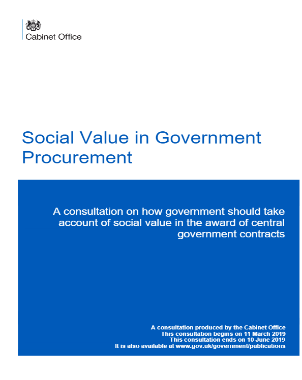 Cabinet Office
Social Value in Government
Procurement
A consultation on how government should take
account of social value in the award of central
government contracts
A consultation produced by the Cabinet Office
This consultation begins on 11 March 2019
This consultation ends on 10 June 2019
It is also available at www.gov.uk/government/publications